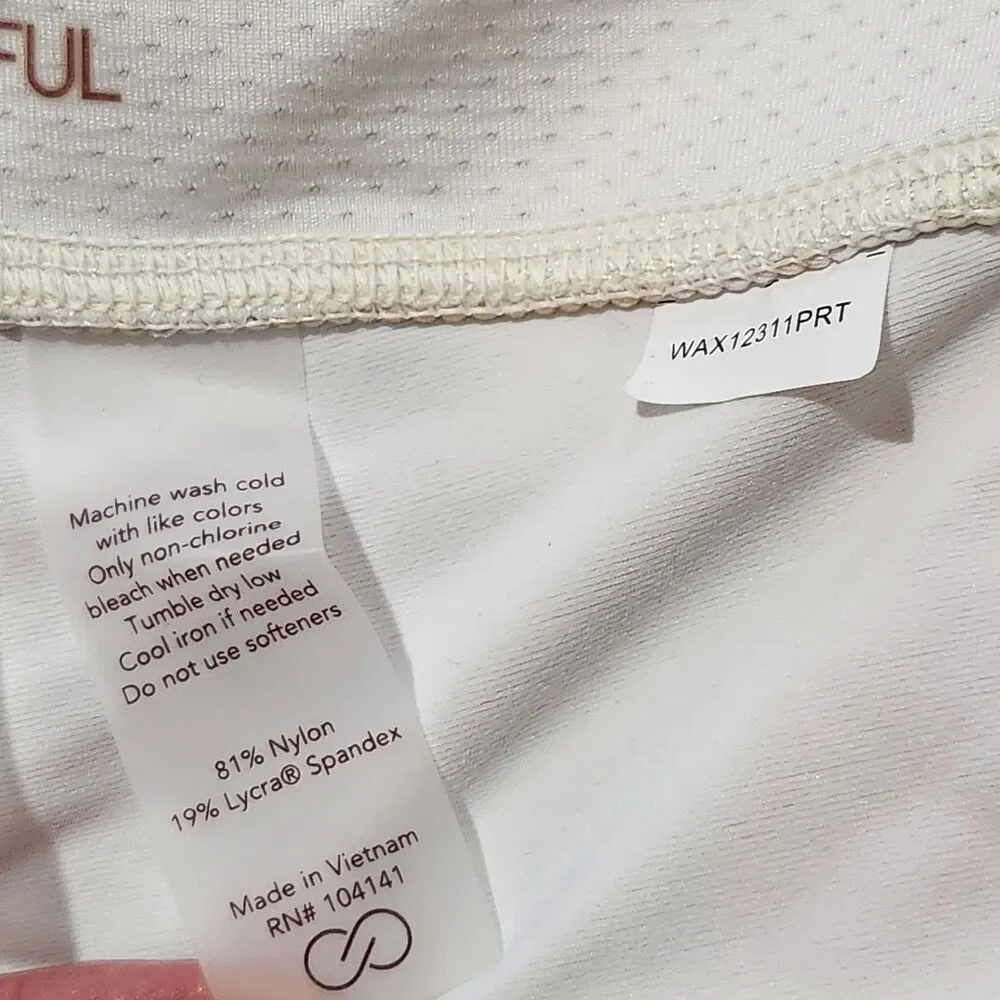 FUL
WAX12311PRT
Machine wash cold
with like colors
Only non-chlorine
bleach when needed
Tumble dry low
Cool iron if needed
Do not use softeners
81% Nylon
19% Lycra® Spandex
Made in Vietnam
RN# 104141